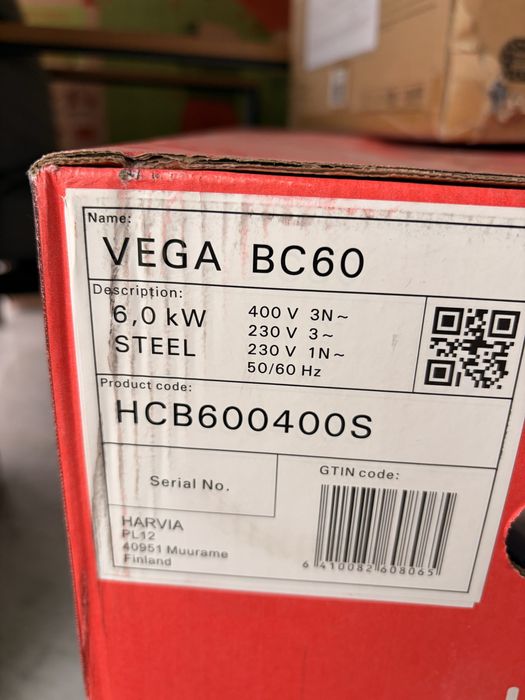 Name:
VEGA BC60
Description:
6,0 kW
STEEL
400 V 3N~
230 V 3~
230 V 1N~
50/60 Hz
Product code:
HCB600400S
Serial No.
GTIN code:
HARVIA
PL12
40951 Muurame
Finland
6 410082 608065